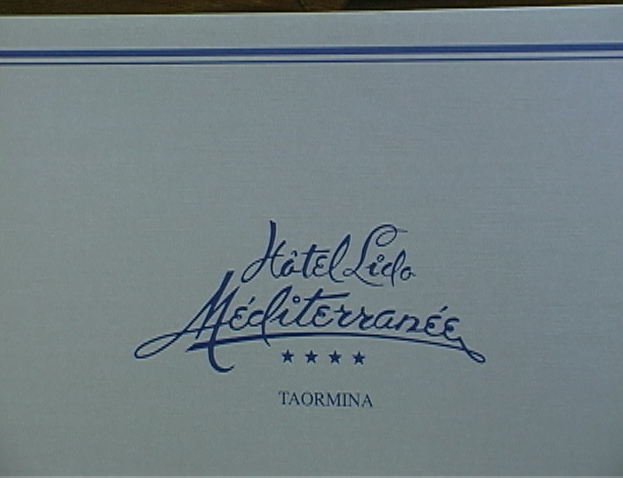 Hôtel Lido
Méditerranée
★★★★
TAORMINA